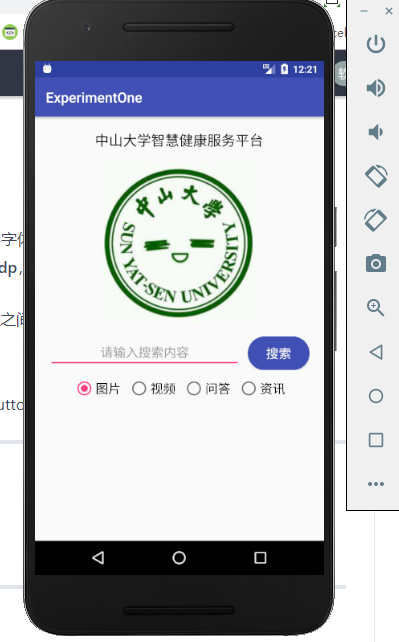 12:21
ExperimentOne
中山大学智慧健康服务平台
中山大學
SUN YAT-SEN UNIVERSITY
请输入搜索内容
搜索
图片 视频 问答 资讯
字
dp,
之间
utto